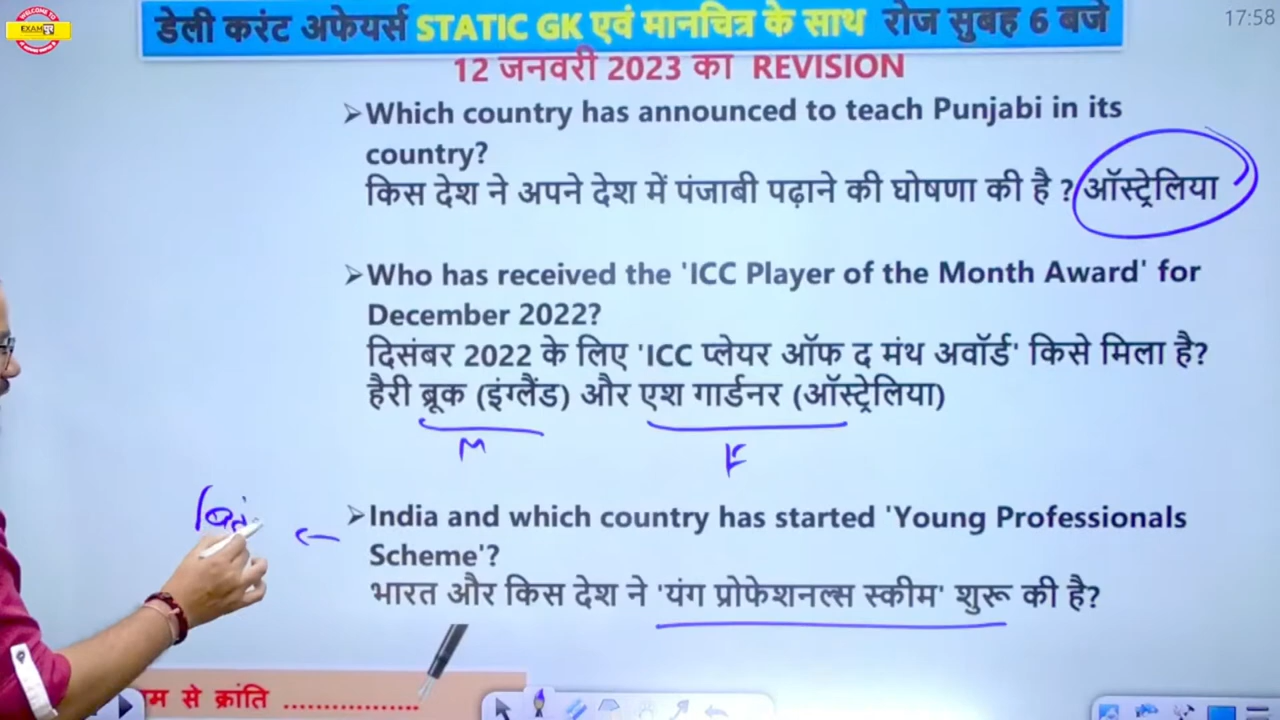 WELCOME TO
EXAM
डेली करंट अफेयर्स STATIC GK एवं मानचित्र के साथ रोज सुबह 6 बजे
17:58
12 जनवरी 2023 का REVISION
➢Which country has announced to teach Punjabi in its
country?
किस देश ने अपने देश में पंजाबी पढ़ाने की घोषणा की है ? ऑस्ट्रेलिया
➢Who has received the 'ICC Player of the Month Award' for
December 2022?
दिसंबर 2022 के लिए 'ICC प्लेयर ऑफ द मंथ अवॉर्ड' किसे मिला है?
हैरी ब्रूक (इंग्लैंड) और एश गार्डनर (ऑस्ट्रेलिया)
M F
➢India and which country has started 'Young Professionals
Scheme'?
भारत और किस देश ने 'यंग प्रोफेशनल्स स्कीम' शुरू की है?
से क्रांति ................